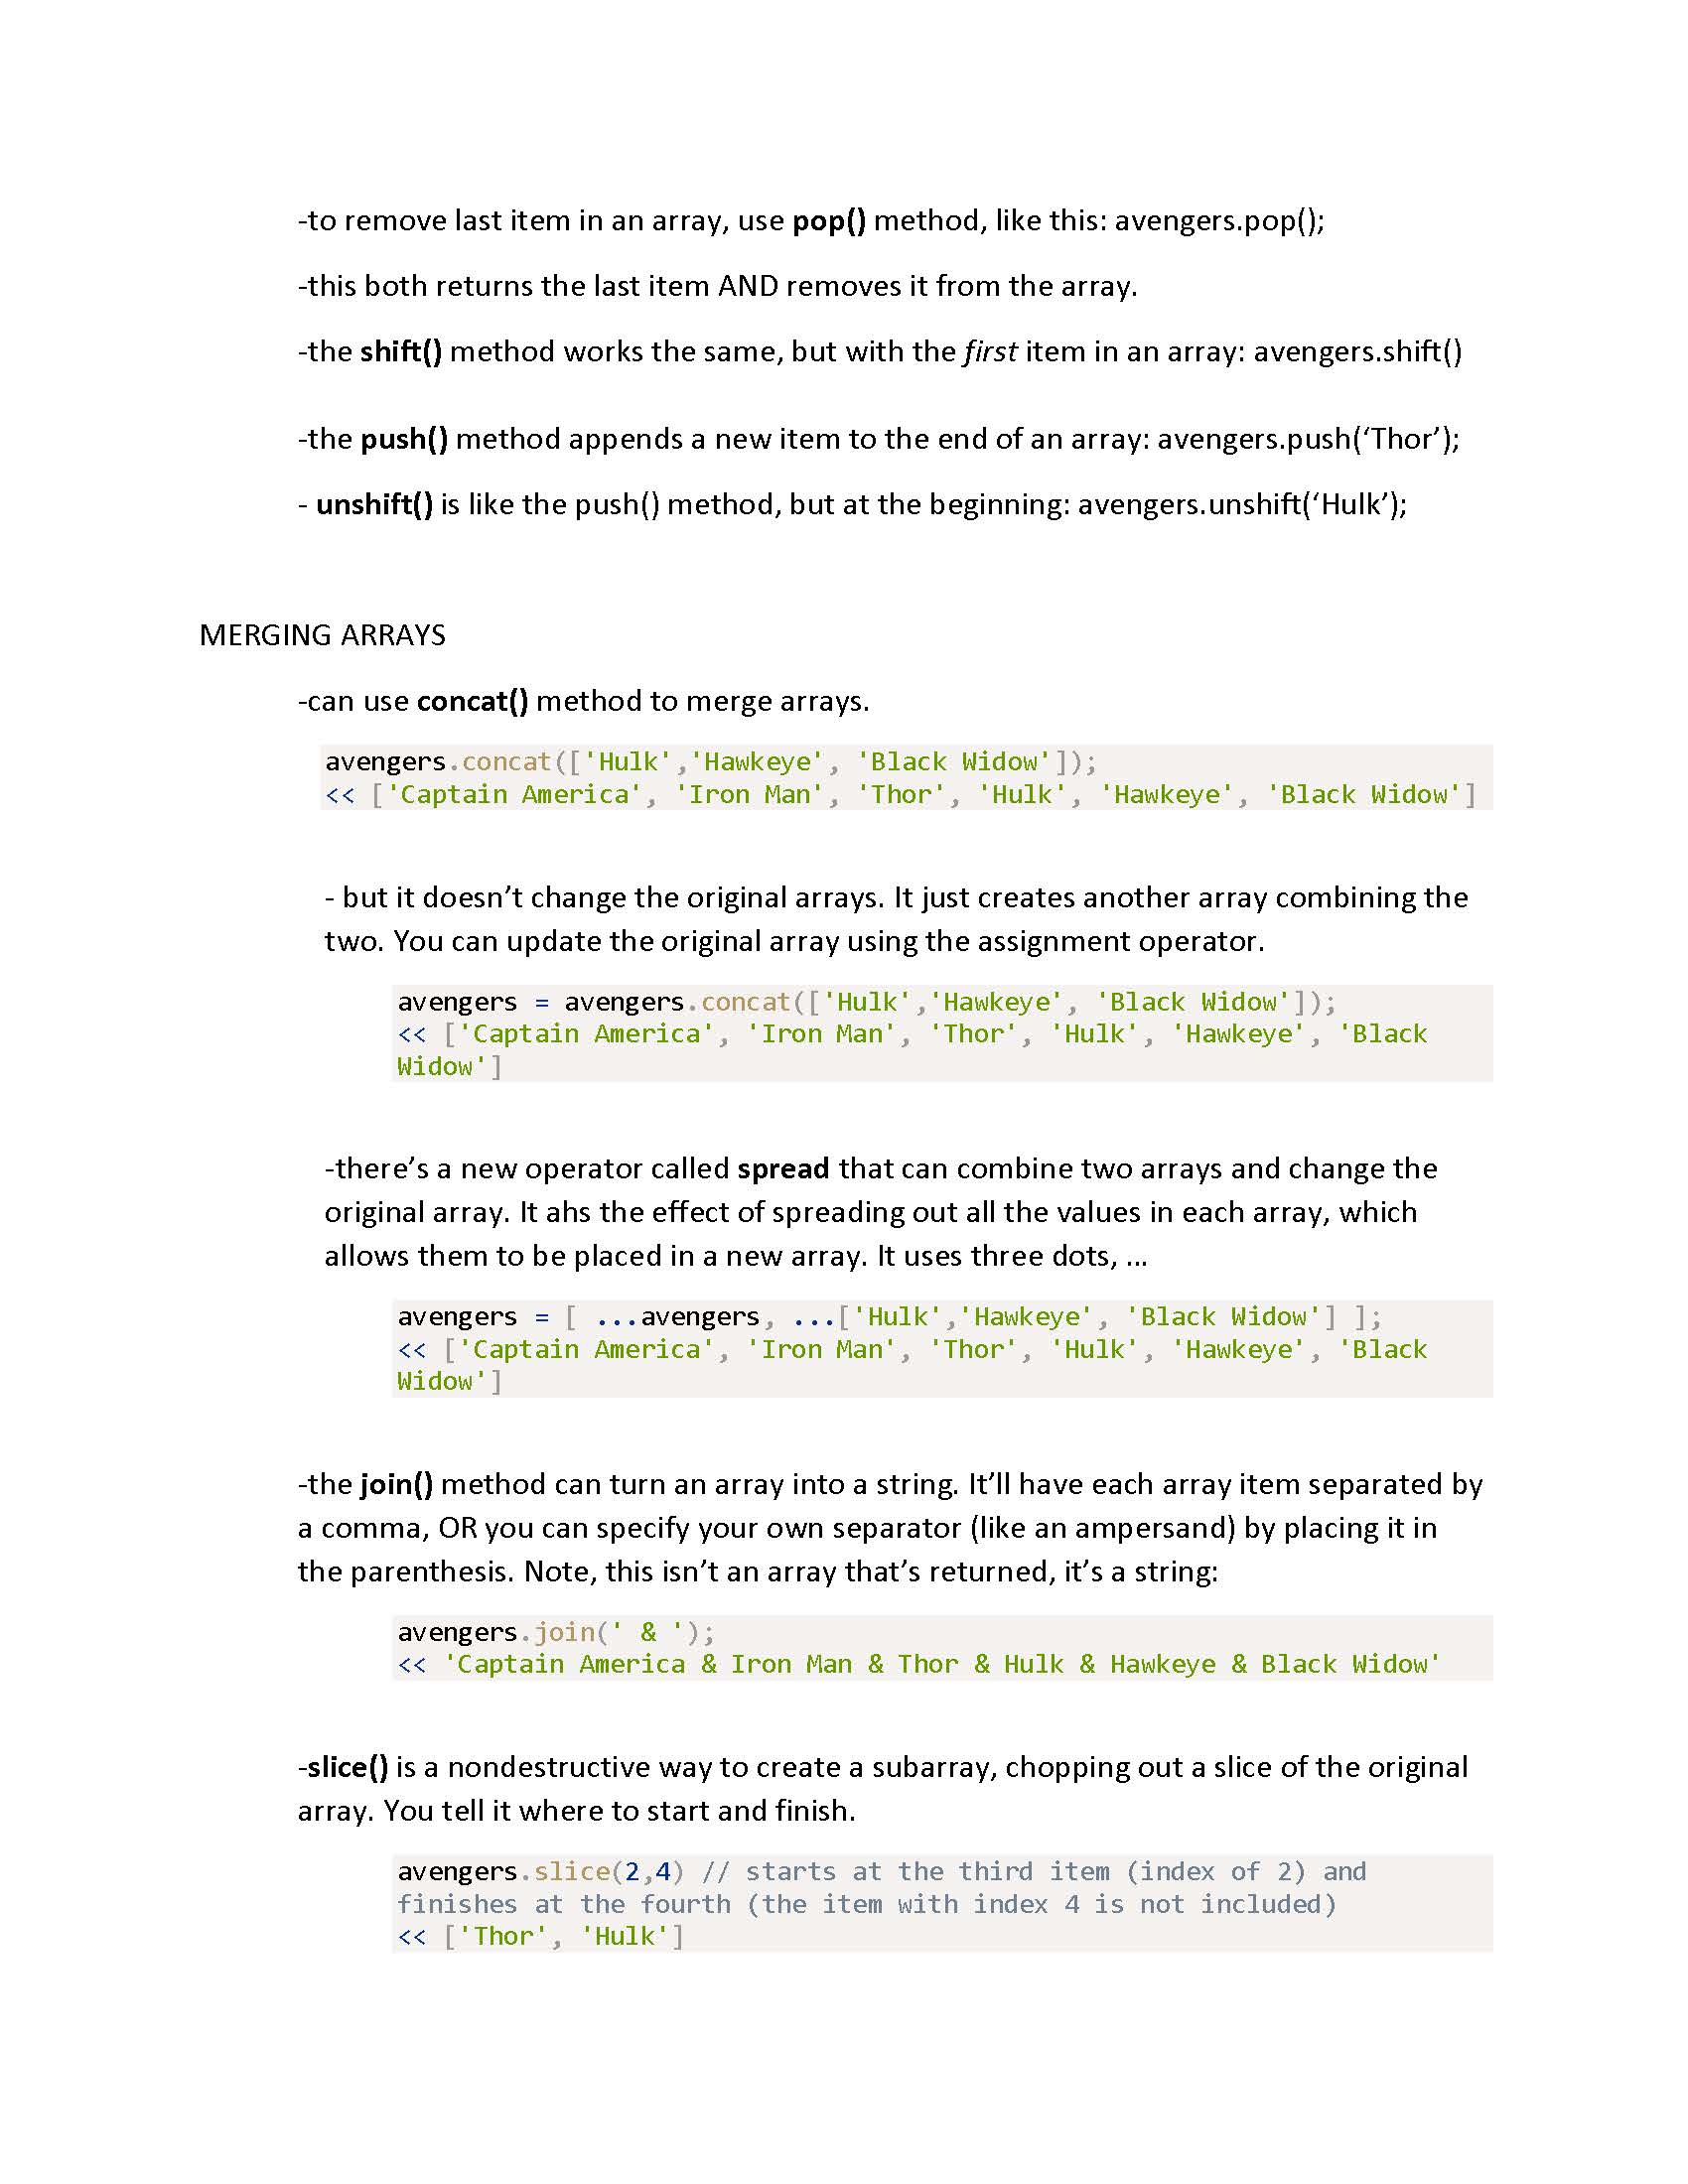 -to remove last item in an array, use pop() method, like this: avengers.pop();
-this both returns the last item AND removes it from the array.
-the shift() method works the same, but with the first item in an array: avengers.shift()
-the push() method appends a new item to the end of an array: avengers.push(‘Thor’);
- unshift() is like the push() method, but at the beginning: avengers.unshift(‘Hulk’);
MERGING ARRAYS
-can use concat() method to merge arrays.
avengers.concat(['Hulk','Hawkeye', 'Black Widow']);
<< ['Captain America', 'Iron Man', 'Thor', 'Hulk', 'Hawkeye', 'Black Widow']
- but it doesn’t change the original arrays. It just creates another array combining the
two. You can update the original array using the assignment operator.
avengers = avengers.concat(['Hulk','Hawkeye', 'Black Widow']);
<< ['Captain America', 'Iron Man', 'Thor', 'Hulk', 'Hawkeye', 'Black
Widow']
-there’s a new operator called spread that can combine two arrays and change the
original array. It ahs the effect of spreading out all the values in each array, which
allows them to be placed in a new array. It uses three dots, ...
avengers = [ ...avengers, ...['Hulk','Hawkeye', 'Black Widow'] ];
<< ['Captain America', 'Iron Man', 'Thor', 'Hulk', 'Hawkeye', 'Black
Widow']
-the join() method can turn an array into a string. It’ll have each array item separated by
a comma, OR you can specify your own separator (like an ampersand) by placing it in
the parenthesis. Note, this isn’t an array that’s returned, it’s a string:
avengers.join(' & ');
<< 'Captain America & Iron Man & Thor & Hulk & Hawkeye & Black Widow'
-slice() is a nondestructive way to create a subarray, chopping out a slice of the original
array. You tell it where to start and finish.
avengers.slice(2,4) // starts at the third item (index of 2) and
finishes at the fourth (the item with index 4 is not included)
<< ['Thor', 'Hulk']